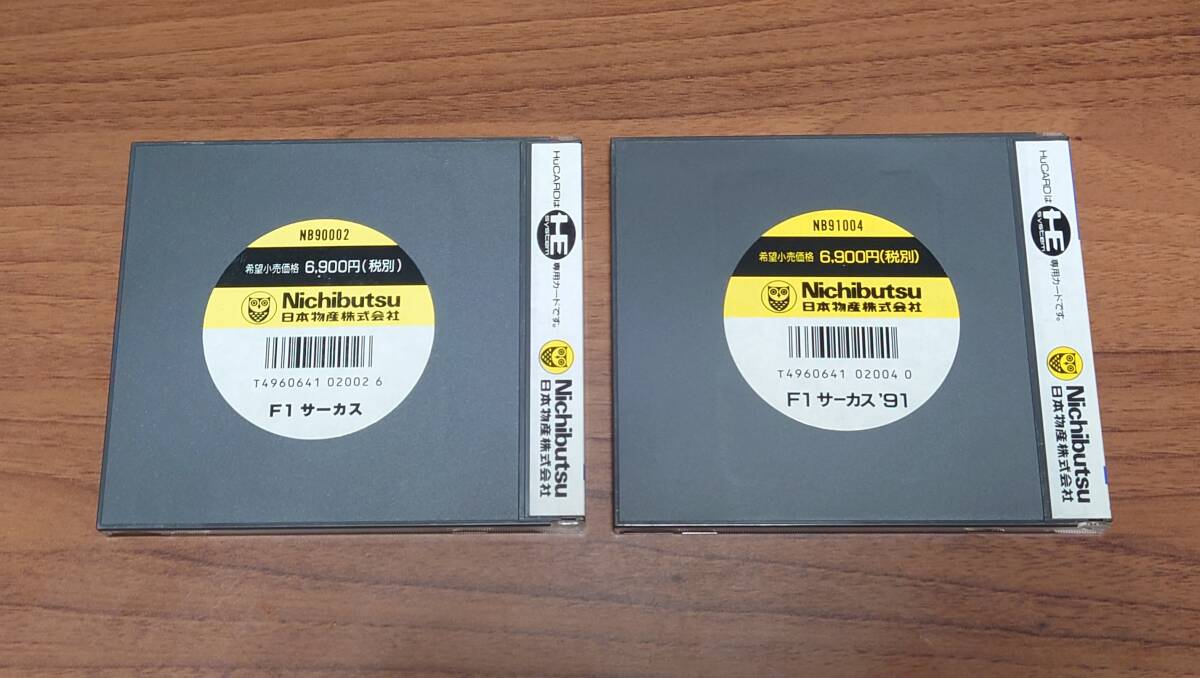 NB90002
希望小売価格 6,900円(税別)
Nichibutsu
日本物産株式会社
T4960641 02002 6
F1 サーカス
HuCARDは HE system 専用カードです。
Nichibutsu
日本物産株式会社
NB91004
希望小売価格 6,900円(税別)
Nichibutsu
日本物産株式会社
T4960641 02004 0
F1 サーカス '91
HuCARDは HE system 専用カードです。
Nichibutsu
日本物産株式会社